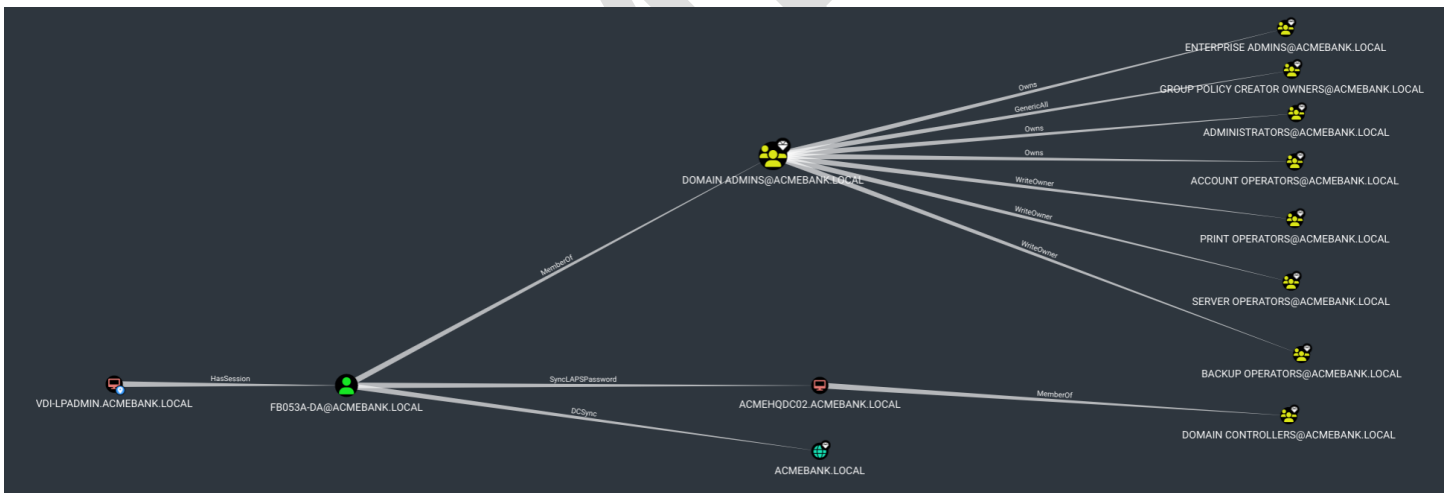 ENTERPRISE ADMINS@ACMEBANK.LOCAL
Owns
GROUP POLICY CREATOR OWNERS@ACMEBANK.LOCAL
GenericAll
ADMINISTRATORS@ACMEBANK.LOCAL
Owns
Owns
DOMAIN ADMINS@ACMEBANK.LOCAL
ACCOUNT OPERATORS@ACMEBANK.LOCAL
WriteOwner
WriteOwner
PRINT OPERATORS@ACMEBANK.LOCAL
WriteOwner
MemberOf
SERVER OPERATORS@ACMEBANK.LOCAL
BACKUP OPERATORS@ACMEBANK.LOCAL
HasSession
SyncLAPSPassword
MemberOf
VDI-LPADMIN.ACMEBANK.LOCAL
FB053A-DA@ACMEBANK.LOCAL
ACMEHQDC02.ACMEBANK.LOCAL
DCSync
DOMAIN CONTROLLERS@ACMEBANK.LOCAL
ACMEBANK.LOCAL